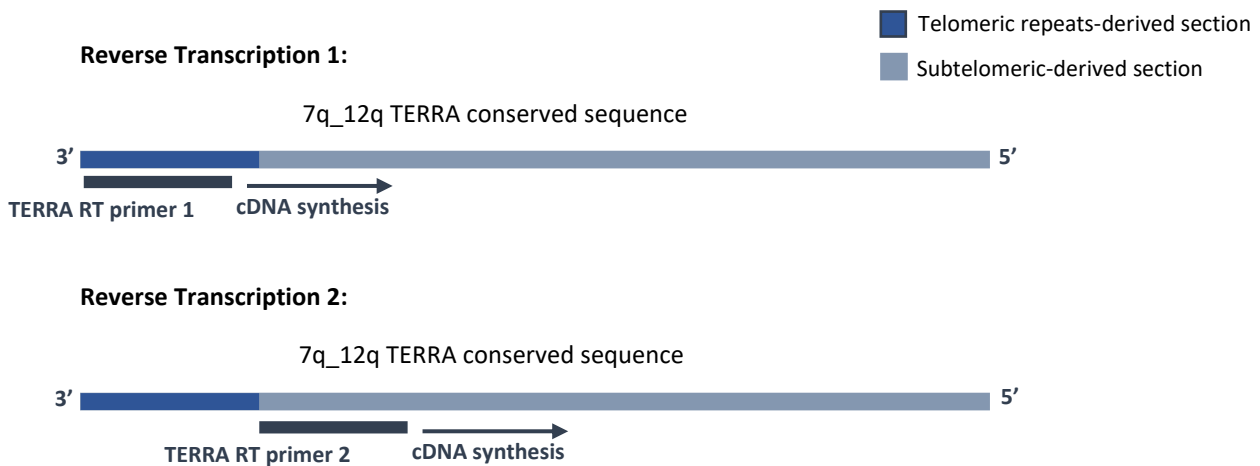 Telomeric repeats-derived section
Subtelomeric-derived section
Reverse Transcription 1:
7q_12q TERRA conserved sequence
3’ 5’
TERRA RT primer 1 cDNA synthesis
Reverse Transcription 2:
7q_12q TERRA conserved sequence
3’ 5’
TERRA RT primer 2 cDNA synthesis